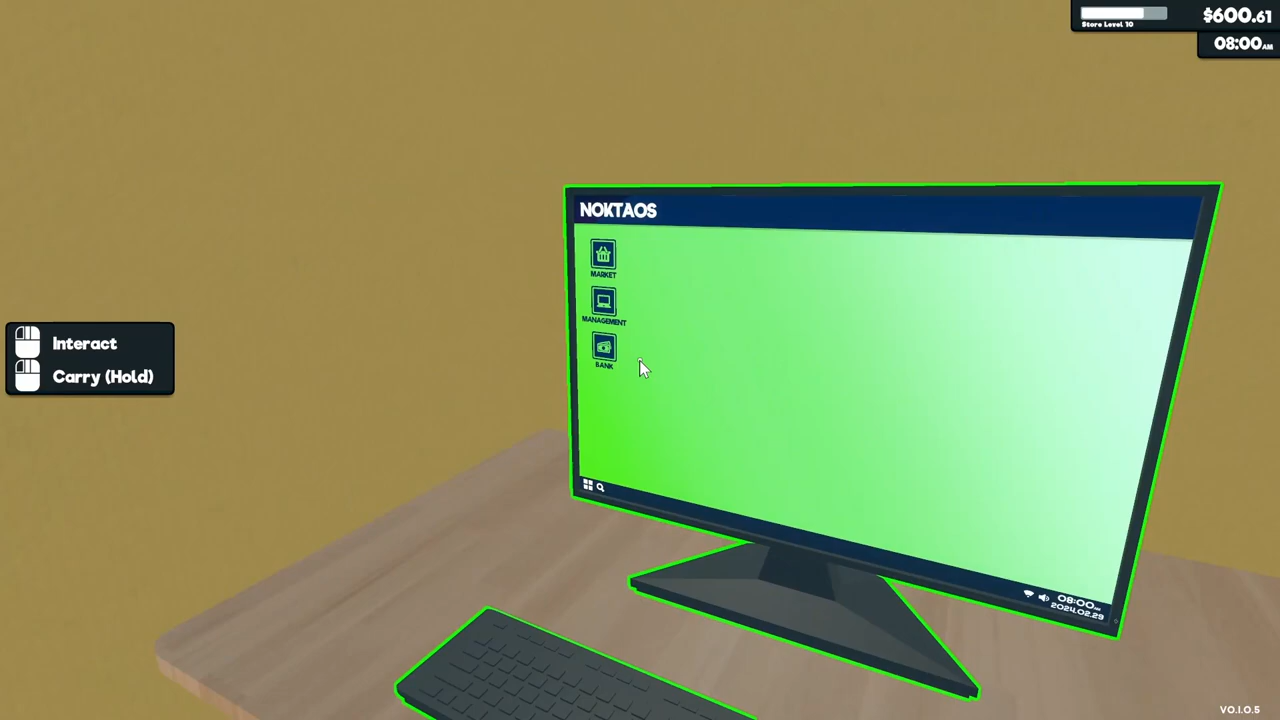 $600.61
Store Level 10
08:00AM
NOKTAOS
MARKET
MANAGEMENT
BANK
Interact
Carry (Hold)
08:00AM
2024.02.29
V0.1.0.5